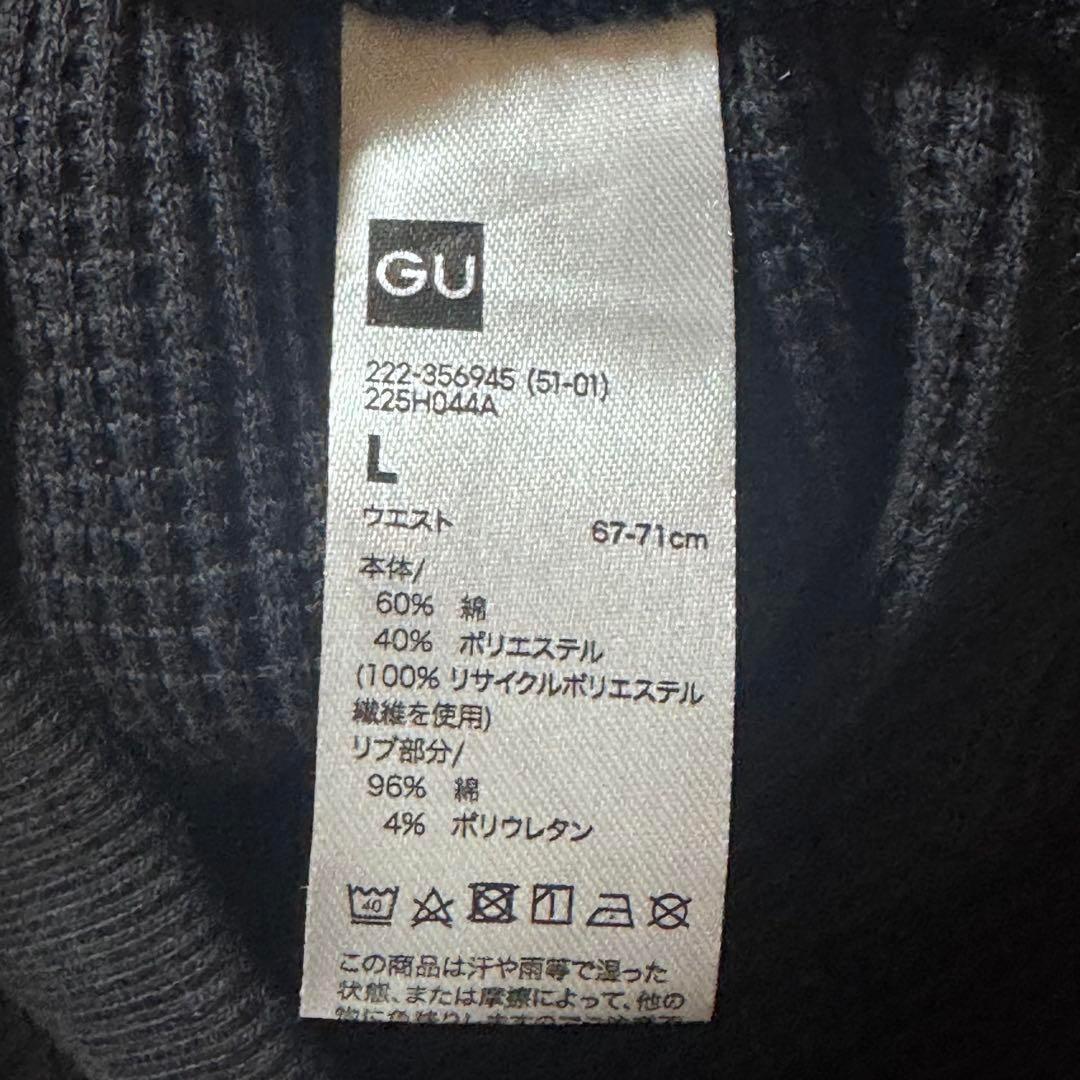 GU
222-356945 (51-01)
225H044A
L
ウエスト 67-71cm
本体/
60% 綿
40% ポリエステル
(100% リサイクルポリエステル
繊維を使用)
リブ部分/
96% 綿
4% ポリウレタン
40
この商品は汗や雨等で湿った
状態、または摩擦によって、他の